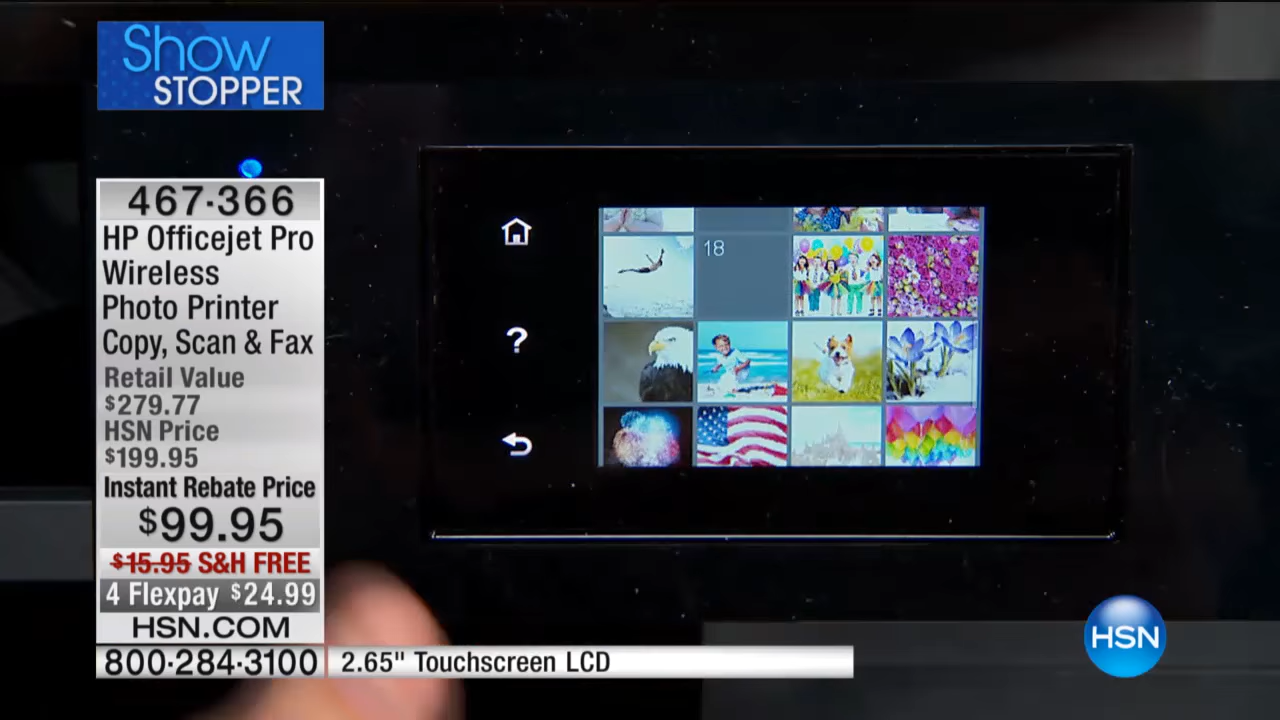 Show
STOPPER
467·366
HP Officejet Pro
Wireless
Photo Printer
Copy, Scan & Fax
Retail Value
$279.77
HSN Price
$199.95
Instant Rebate Price
$99.95
$15.95 S&H FREE
4 Flexpay $24.99
HSN.COM
800·284·3100
2.65" Touchscreen LCD
18
?
HSN